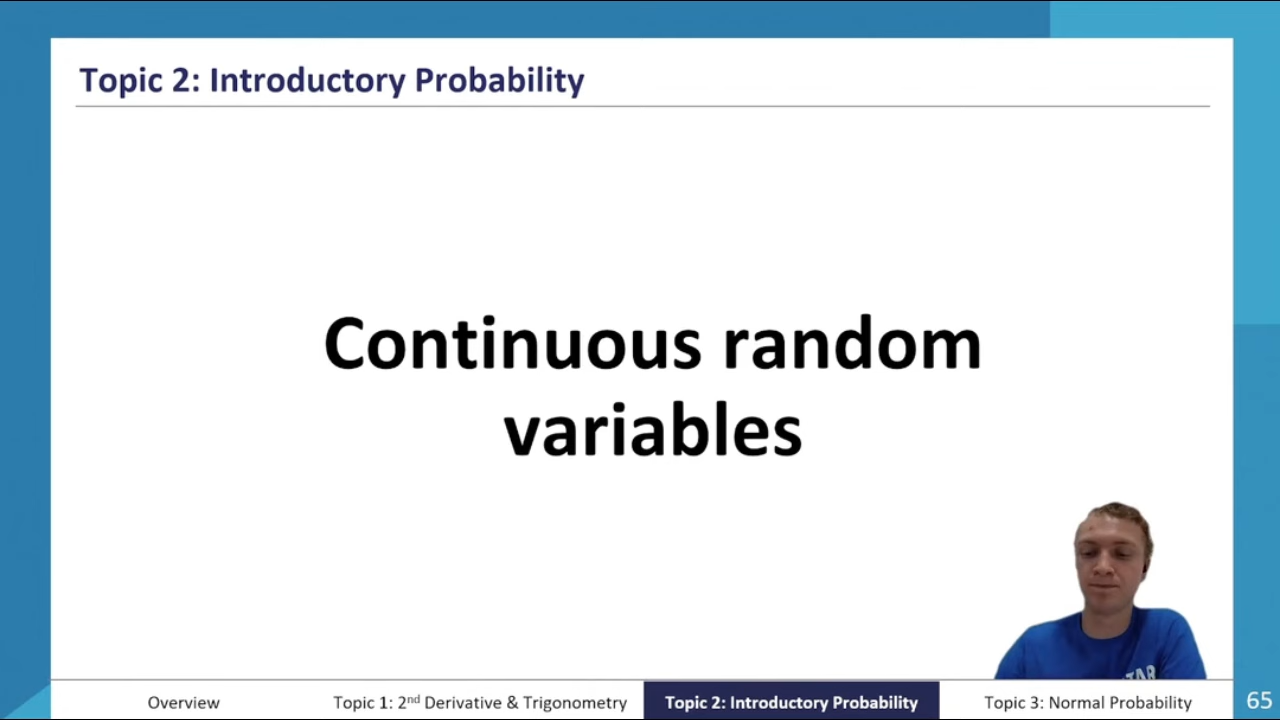 Topic 2: Introductory Probability
Continuous random
variables
Overview
Topic 1: 2nd Derivative & Trigonometry
Topic 2: Introductory Probability
Topic 3: Normal Probability
65